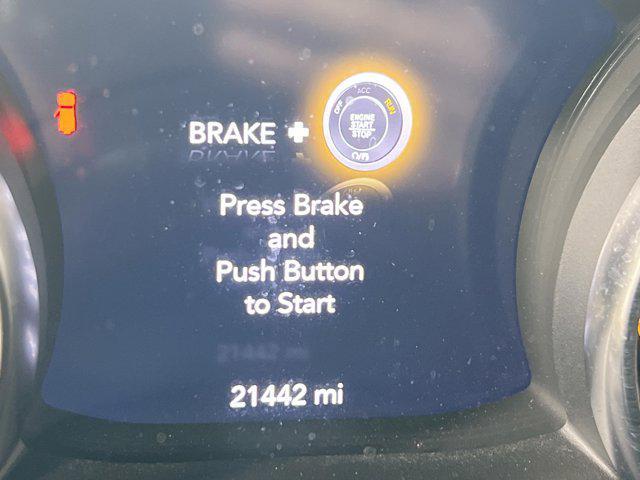 ACC
OFF
RUN
BRAKE +
ENGINE
START
STOP
Press Brake
and
Push Button
to Start
21442 mi